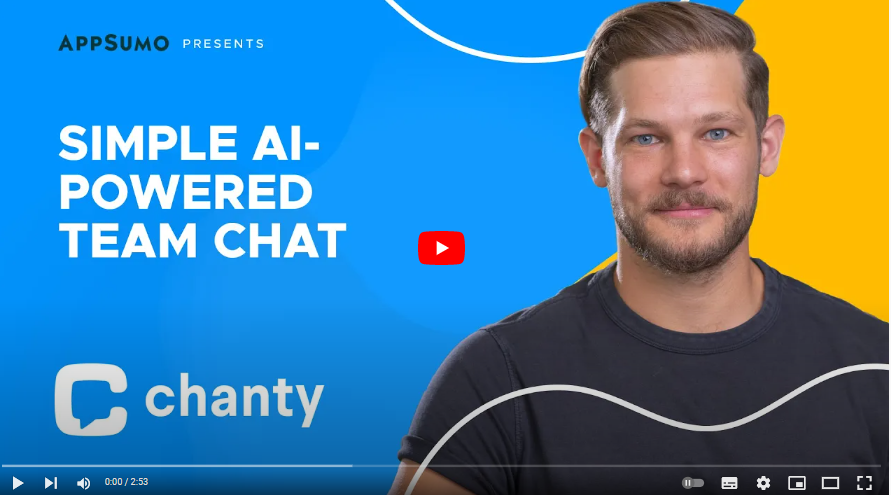 APPSUMO PRESENTS
SIMPLE AI-
POWERED
TEAM CHAT
chanty
0:00 / 2:53